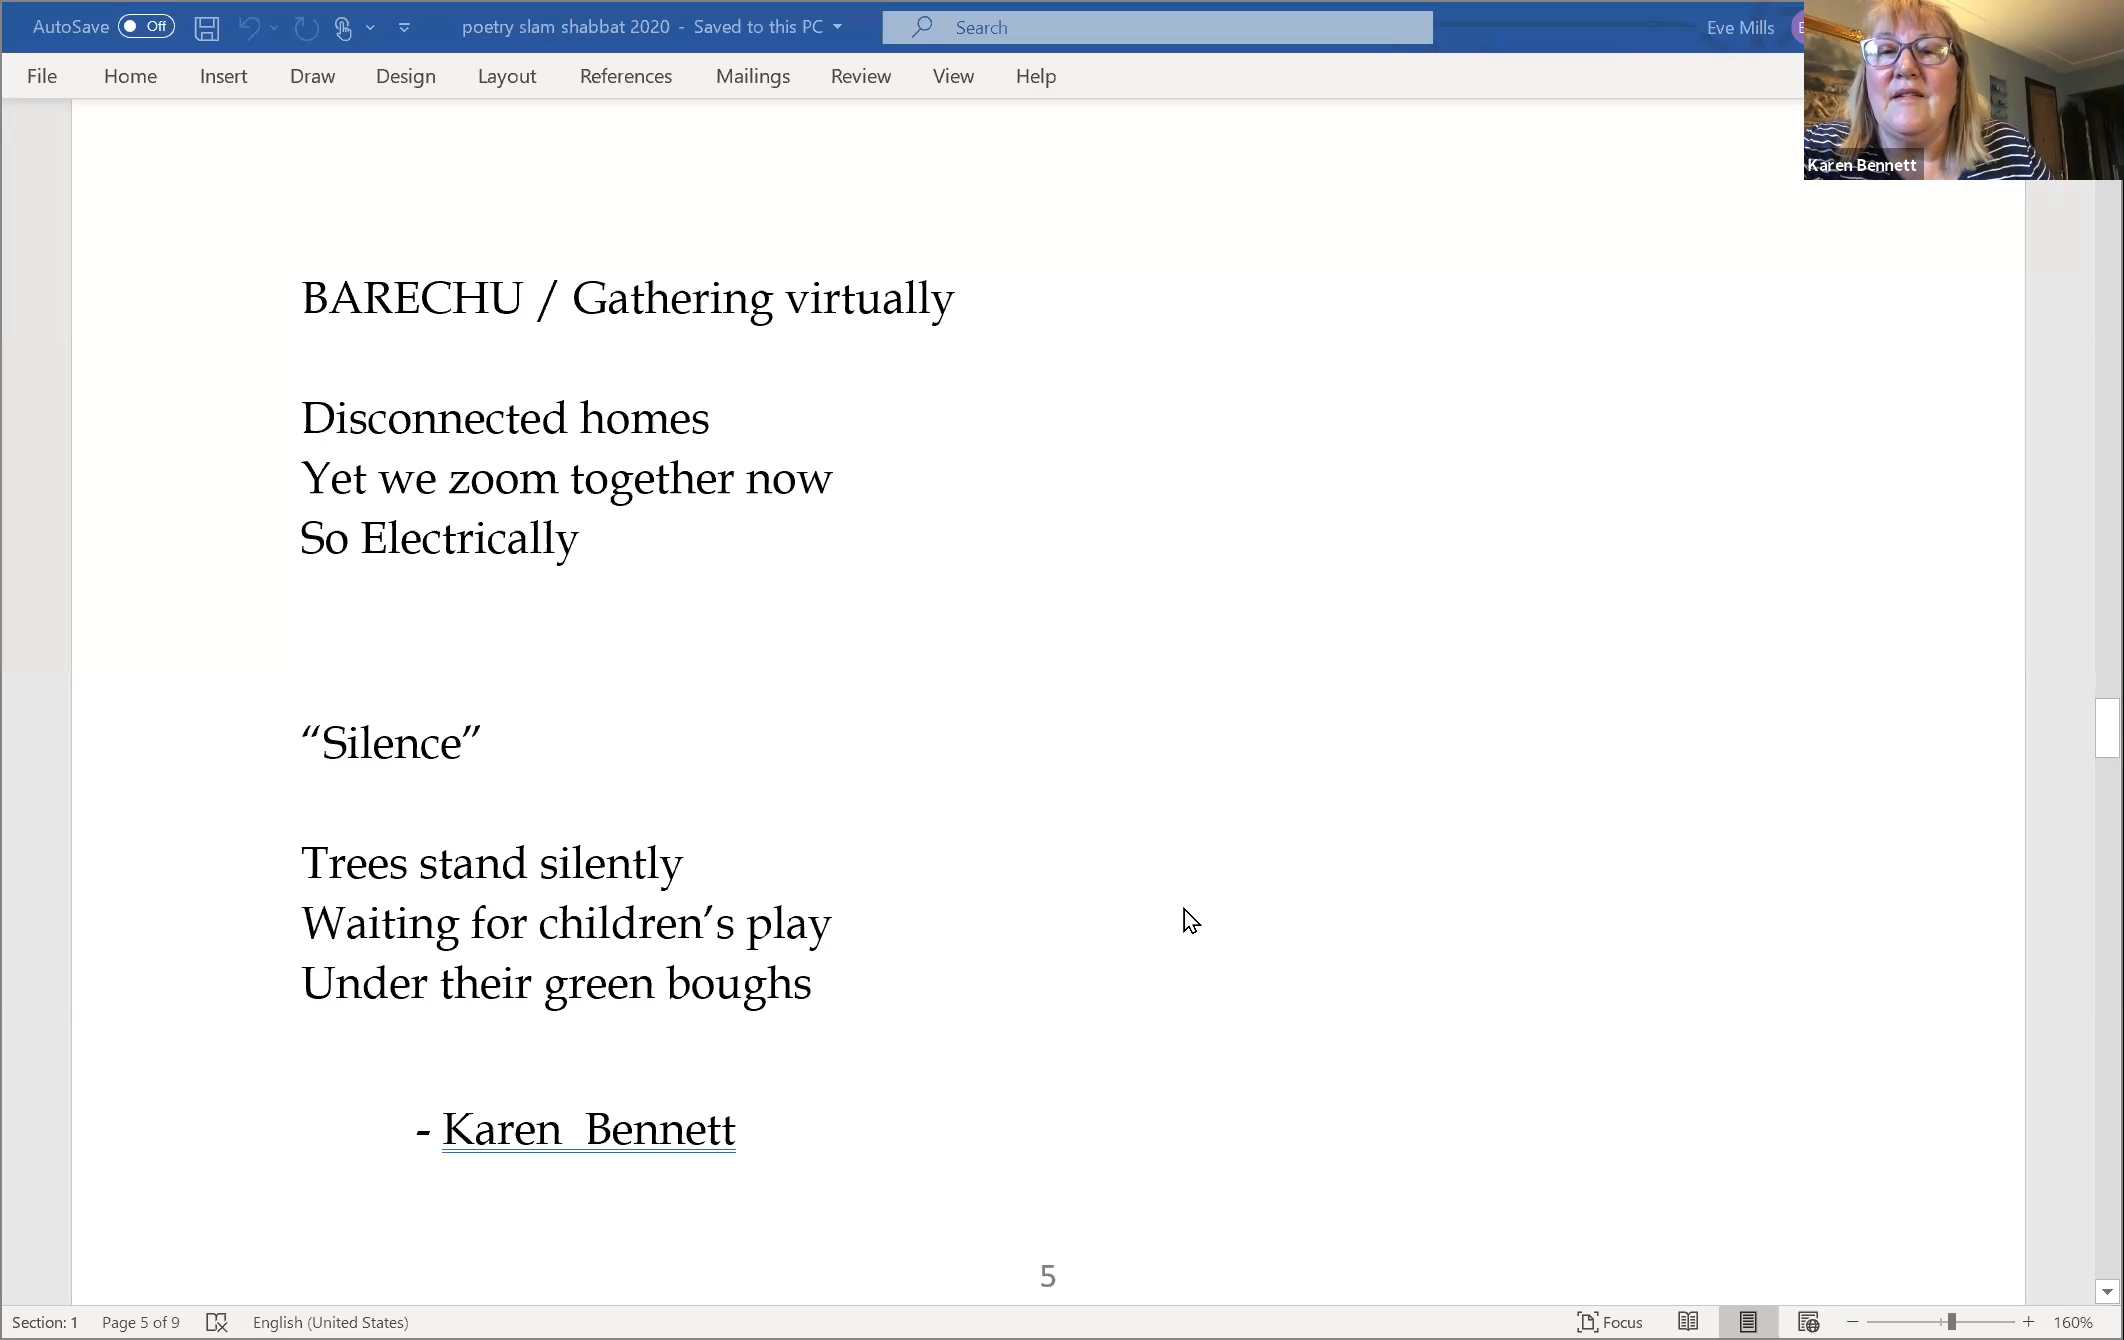 AutoSave Off poetry slam shabbat 2020 - Saved to this PC Search Eve Mills
File Home Insert Draw Design Layout References Mailings Review View Help
Karen Bennett
BARECHU / Gathering virtually
Disconnected homes
Yet we zoom together now
So Electrically
“Silence”
Trees stand silently
Waiting for children’s play
Under their green boughs
- Karen Bennett
5
Section: 1 Page 5 of 9 English (United States) Focus 160%